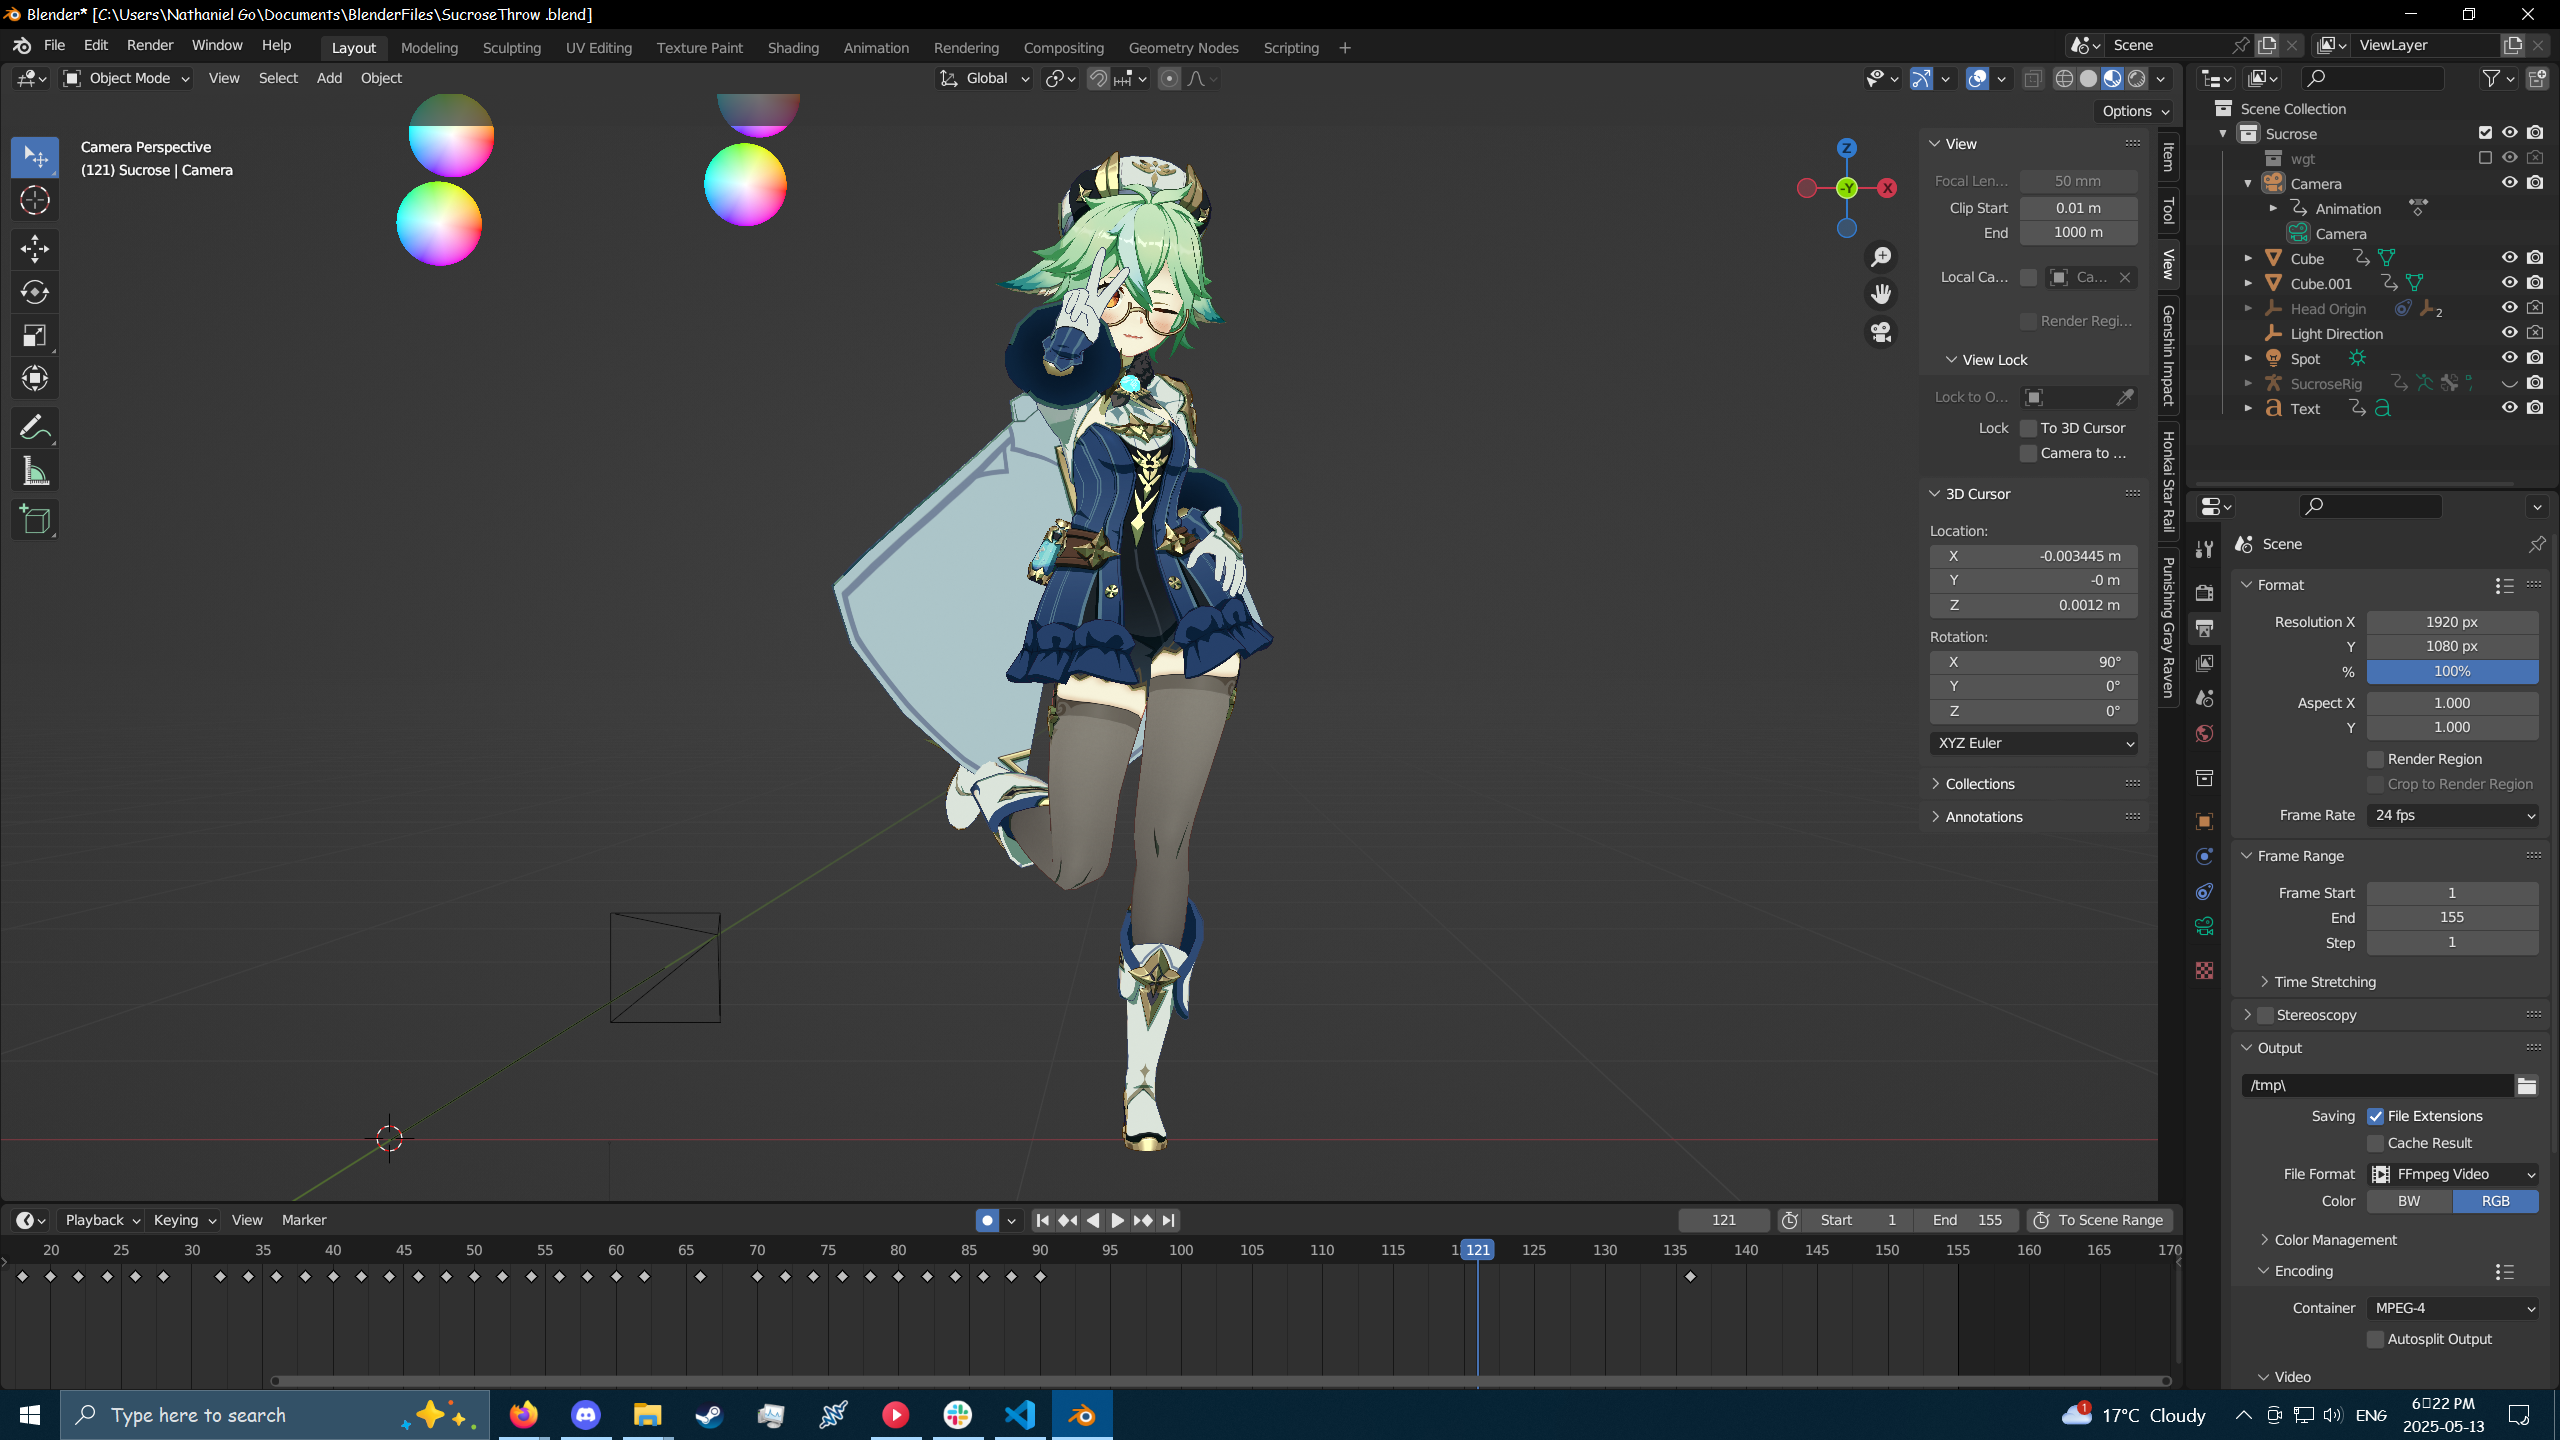 Blender* [C:\Users\Nathaniel Go\Documents\BlenderFiles\SucroseThrow .blend]
File Edit Render Window Help Layout Modeling Sculpting UV Editing Texture Paint Shading Animation Rendering Compositing Geometry Nodes Scripting + Scene ViewLayer
Object Mode View Select Add Object Global
Options
Camera Perspective
(121) Sucrose | Camera
Z
-Y
X
View
Focal Len... 50 mm
Clip Start 0.01 m
End 1000 m
Local Ca... Ca...
Render Regi...
View Lock
Lock to O...
Lock To 3D Cursor
Camera to ...
3D Cursor
Location:
X -0.003445 m
Y -0 m
Z 0.0012 m
Rotation:
X 90°
Y 0°
Z 0°
XYZ Euler
Collections
Annotations
Item
Tool
View
Genshin Impact
Honkai Star Rail
Punishing Gray Raven
Scene Collection
Sucrose
wgt
Camera
Animation
Camera
Cube
Cube.001
Head Origin 2
Light Direction
Spot
SucroseRig
Text
Scene
Format
Resolution X 1920 px
Y 1080 px
% 100%
Aspect X 1.000
Y 1.000
Render Region
Crop to Render Region
Frame Rate 24 fps
Frame Range
Frame Start 1
End 155
Step 1
Time Stretching
Stereoscopy
Output
/tmp\
Saving File Extensions
Cache Result
File Format FFmpeg Video
Color BW RGB
Color Management
Encoding
Container MPEG-4
Autosplit Output
Video
Playback Keying View Marker 121 Start 1 End 155 To Scene Range
20 25 30 35 40 45 50 55 60 65 70 75 80 85 90 95 100 105 110 115 121 125 130 135 140 145 150 155 160 165 170
Type here to search
1
17°C Cloudy
ENG
6:22 PM
2025-05-13